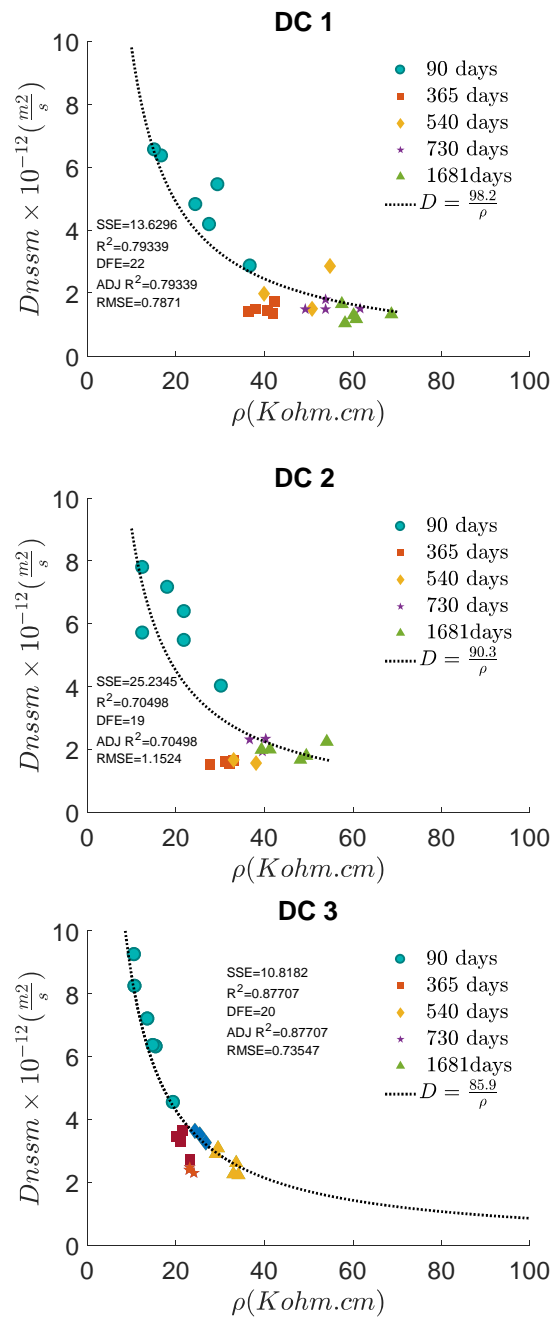 DC 1
10
8
6
4
2
0
Dnssm × 10^{-12}(\frac{m2}{s})
90 days
365 days
540 days
730 days
1681days
D = \frac{98.2}{ρ}
SSE=13.6296
R²=0.79339
DFE=22
ADJ R²=0.79339
RMSE=0.7871
0 20 40 60 80 100
ρ(Kohm.cm)
DC 2
10
8
6
4
2
0
Dnssm × 10^{-12}(\frac{m2}{s})
90 days
365 days
540 days
730 days
1681days
D = \frac{90.3}{ρ}
SSE=25.2345
R²=0.70498
DFE=19
ADJ R²=0.70498
RMSE=1.1524
0 20 40 60 80 100
ρ(Kohm.cm)
DC 3
10
8
6
4
2
0
Dnssm × 10^{-12}(\frac{m2}{s})
SSE=10.8182
R²=0.87707
DFE=20
ADJ R²=0.87707
RMSE=0.73547
90 days
365 days
540 days
730 days
1681days
D = \frac{85.9}{ρ}
0 20 40 60 80 100
ρ(Kohm.cm)